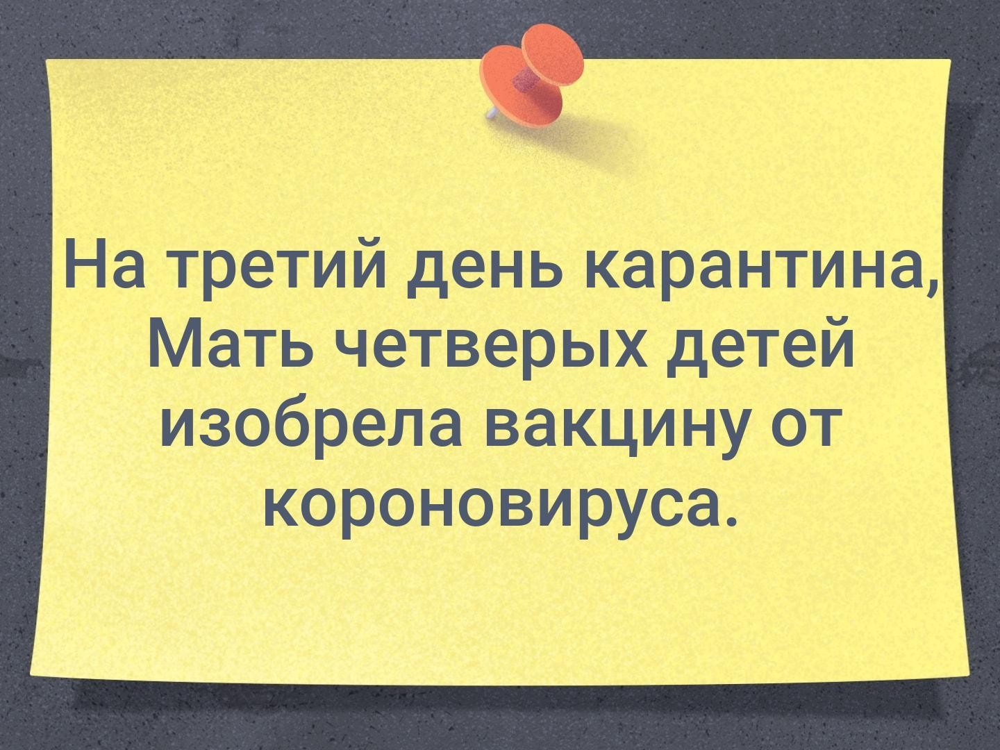 На третий день карантина,
Мать четверых детей
изобрела вакцину от
короновируса.